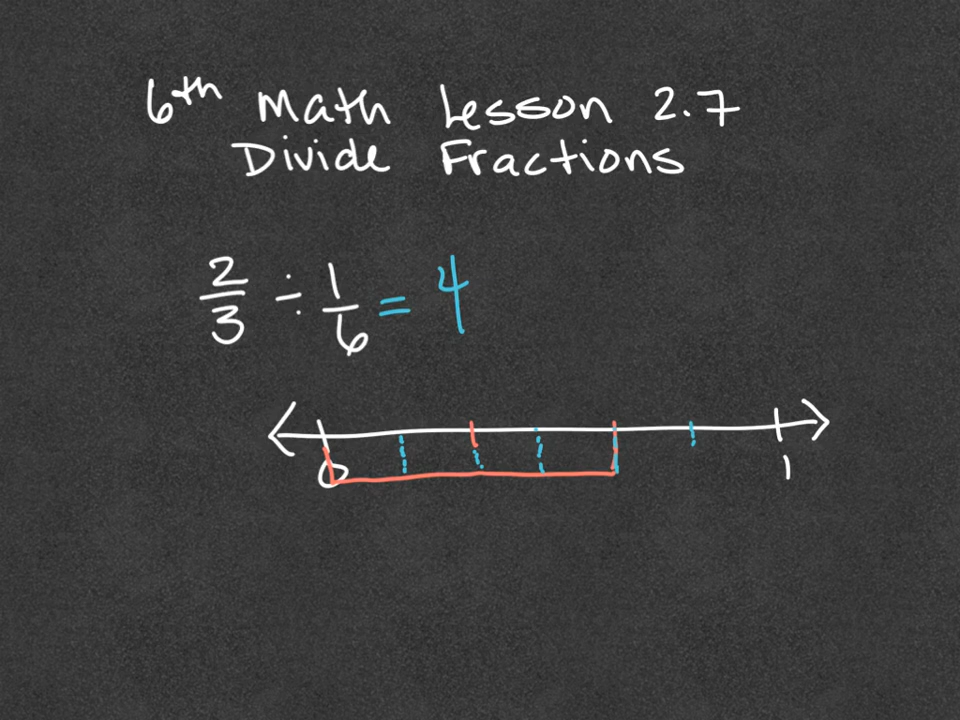 6th Math Lesson 2.7
Divide Fractions
2/3 ÷ 1/6 = 4
0 1